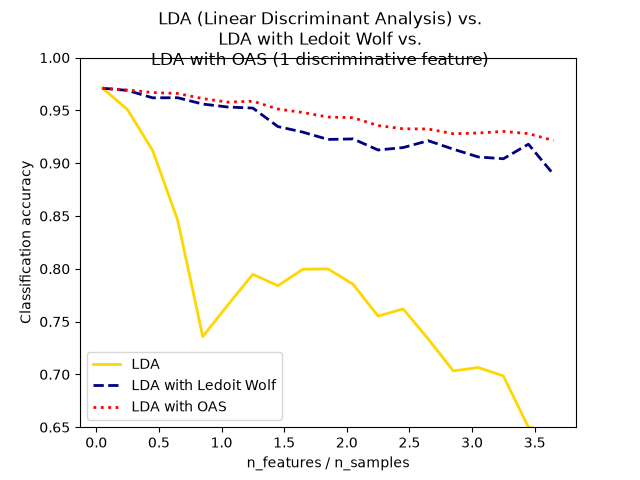 LDA (Linear Discriminant Analysis) vs.
LDA with Ledoit Wolf vs.
LDA with OAS (1 discriminative feature)
1.00
0.95
0.90
0.85
0.80
0.75
0.70
0.65
Classification accuracy
LDA
LDA with Ledoit Wolf
LDA with OAS
0.0 0.5 1.0 1.5 2.0 2.5 3.0 3.5
n_features / n_samples